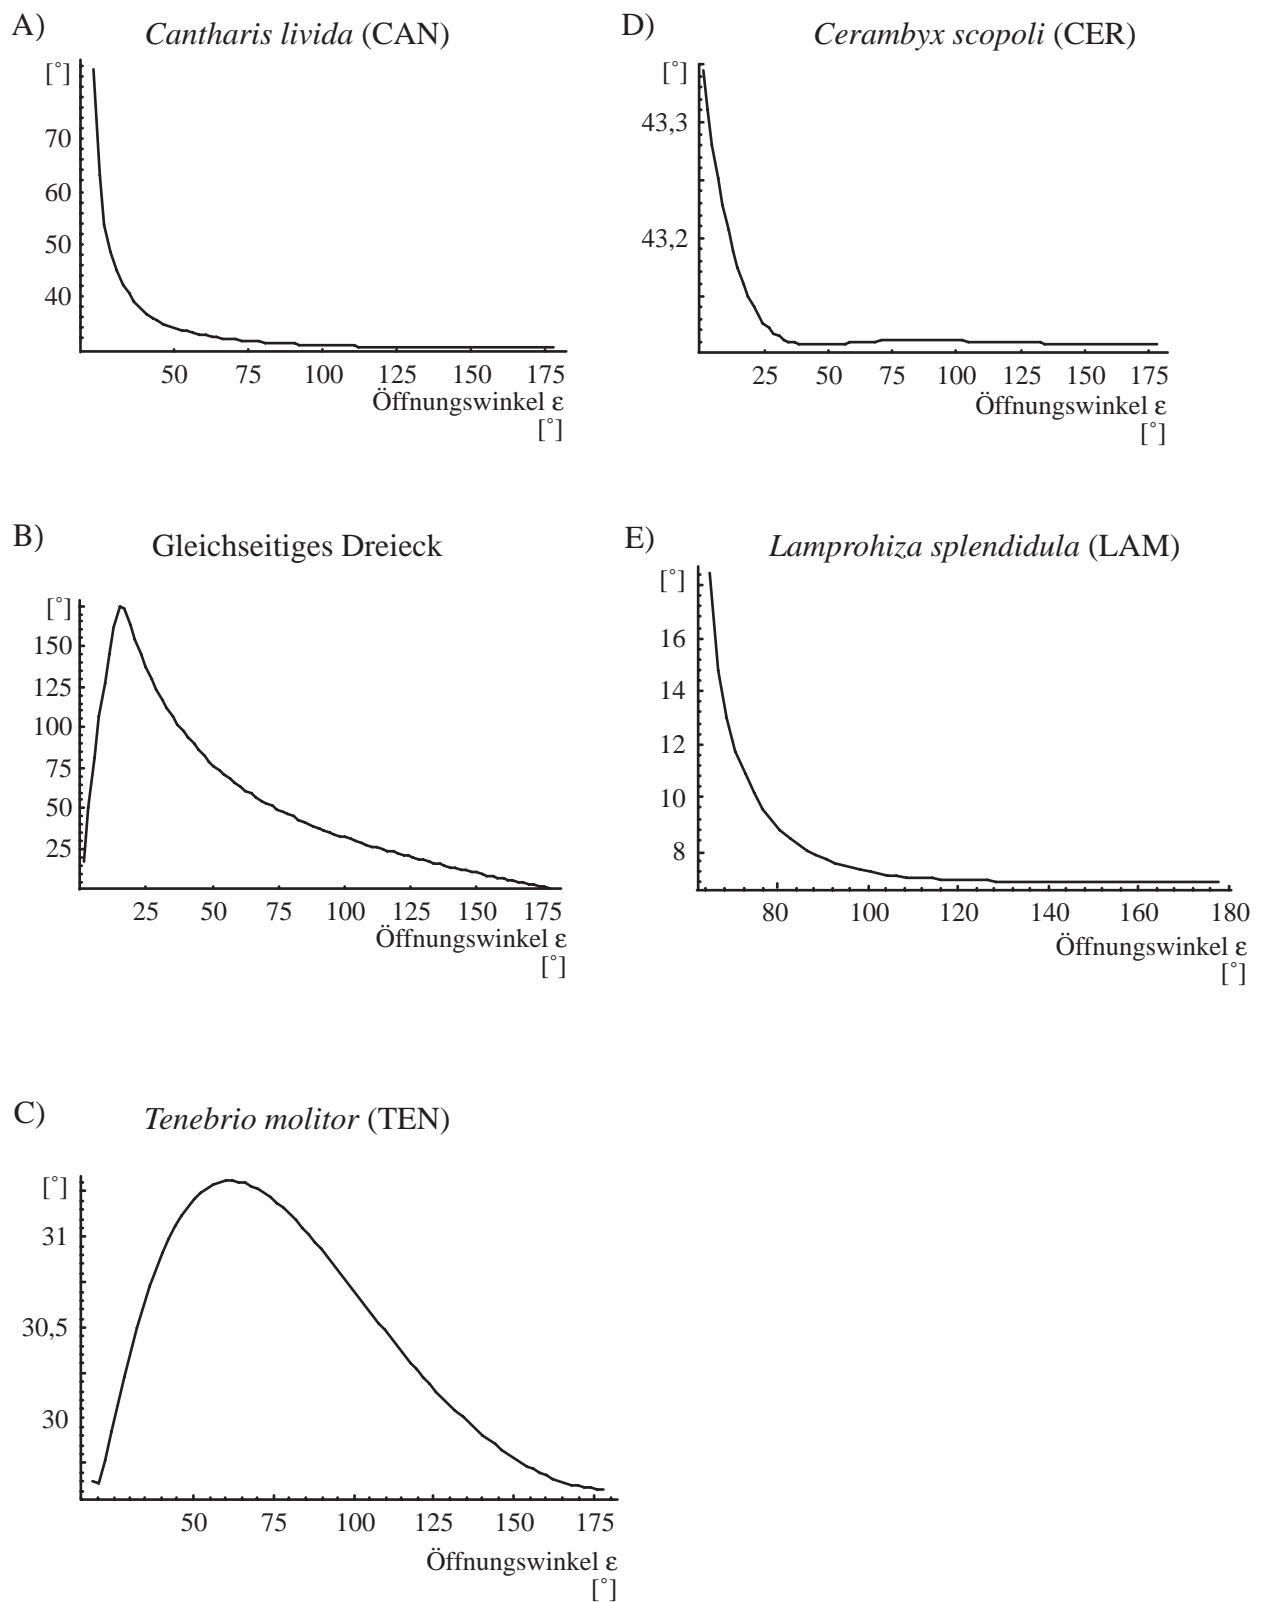 A)
Cantharis livida (CAN)
[°]
70
60
50
40
50 75 100 125 150 175
Öffnungswinkel ε
[°]
D)
Cerambyx scopoli (CER)
[°]
43,3
43,2
25 50 75 100 125 150 175
Öffnungswinkel ε
[°]
B)
Gleichseitiges Dreieck
[°]
150
125
100
75
50
25
25 50 75 100 125 150 175
Öffnungswinkel ε
[°]
E)
Lamprohiza splendidula (LAM)
[°]
16
14
12
10
8
80 100 120 140 160 180
Öffnungswinkel ε
[°]
C)
Tenebrio molitor (TEN)
[°]
31
30,5
30
50 75 100 125 150 175
Öffnungswinkel ε
[°]